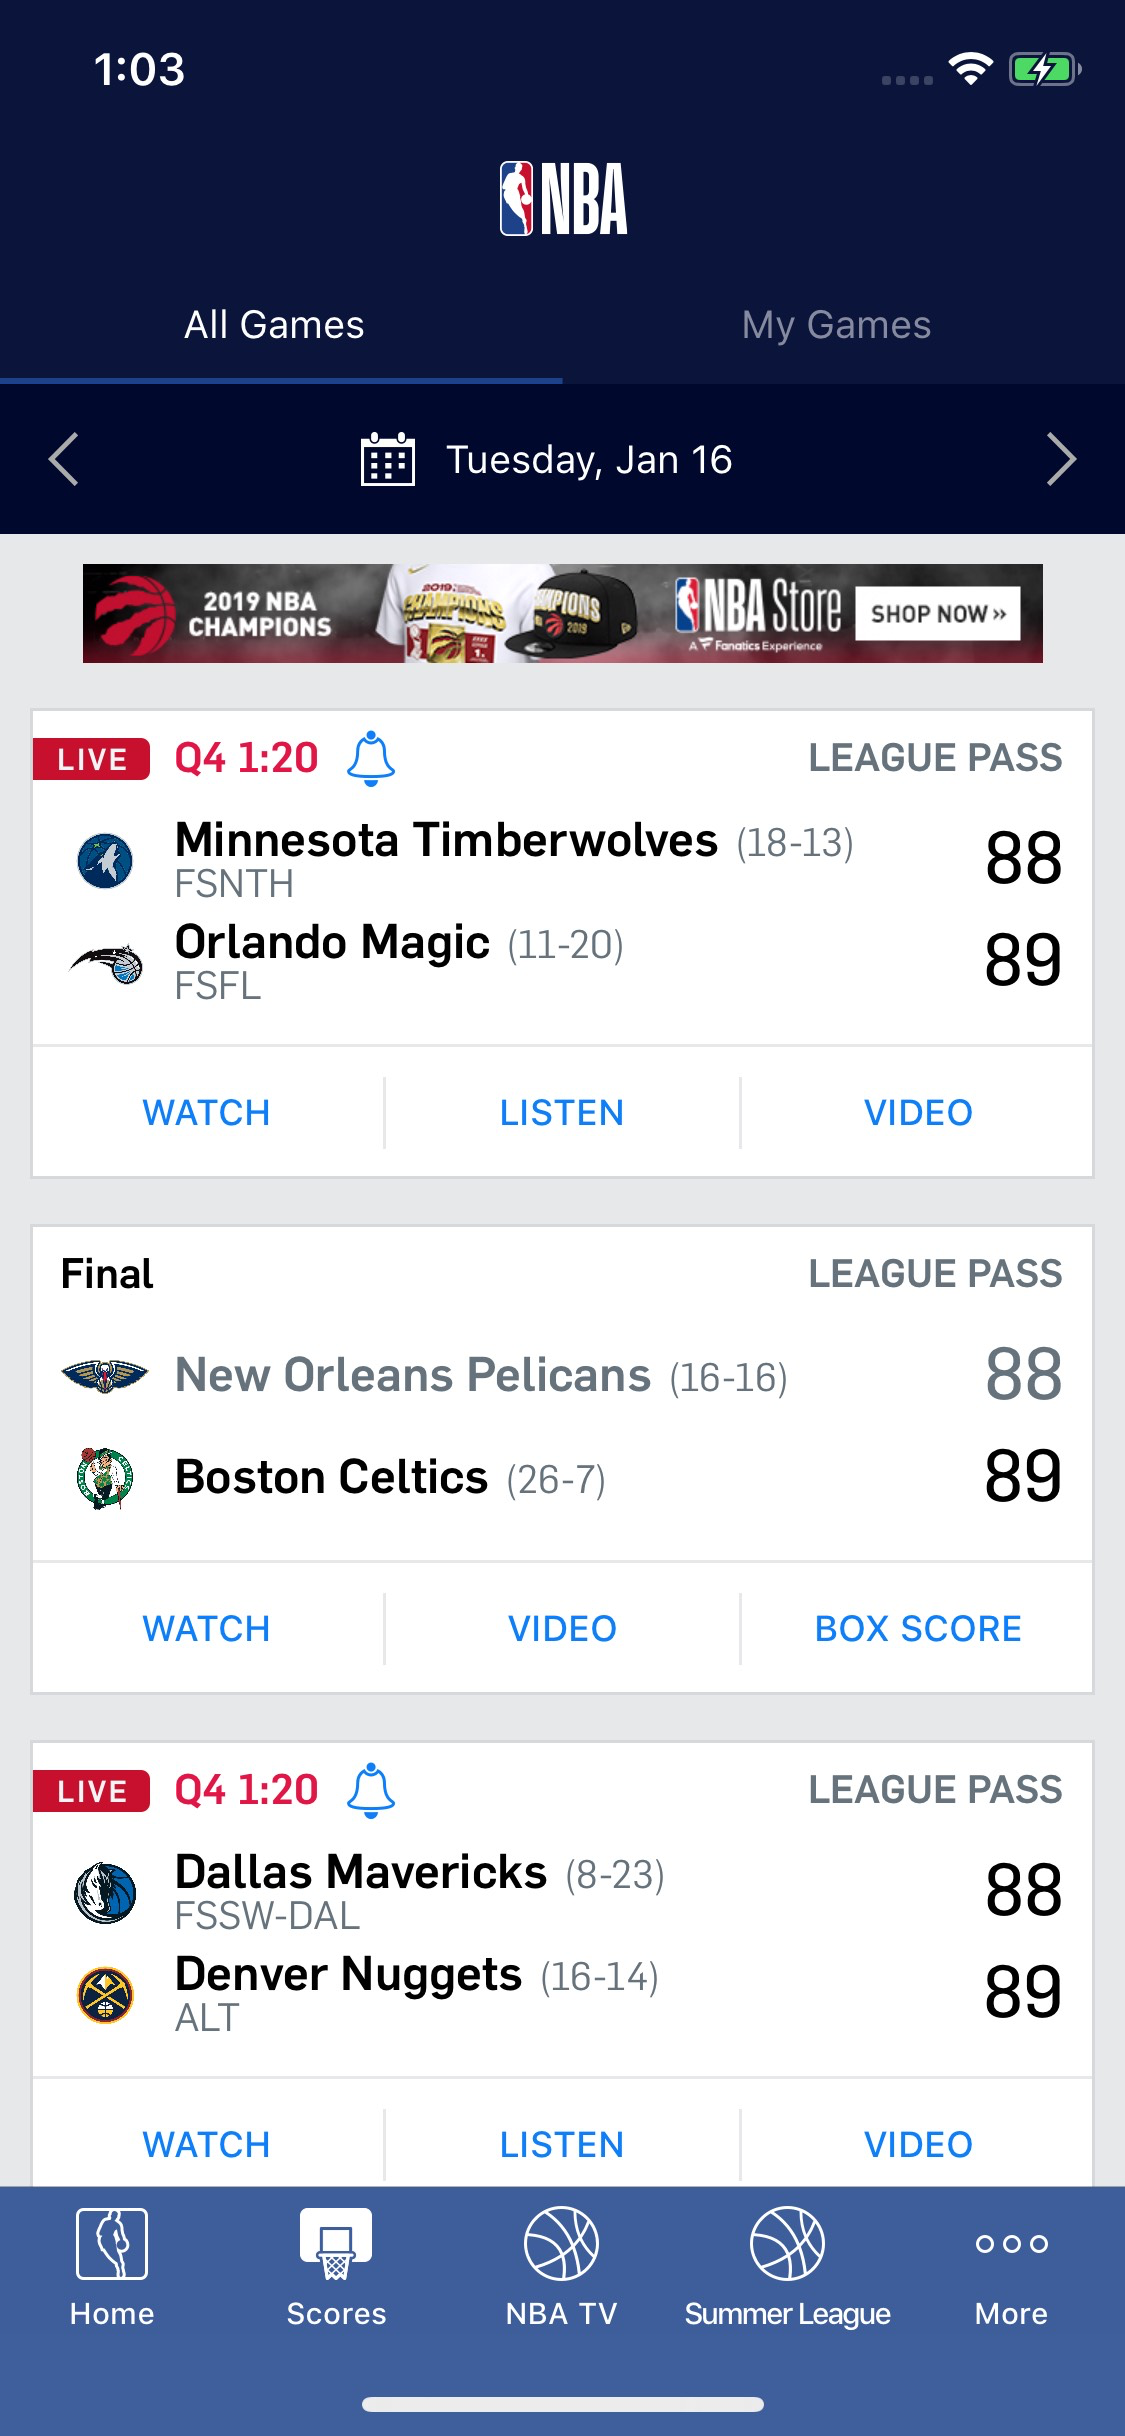 1:03
NBA
All Games
My Games
Tuesday, Jan 16
2019 NBA
CHAMPIONS
2019
CHAMPIONS
2019
NBA Store
A Fanatics Experience
SHOP NOW »
LIVE Q4 1:20 LEAGUE PASS
Minnesota Timberwolves (18-13) 88
FSNTH
Orlando Magic (11-20) 89
FSFL
WATCH LISTEN VIDEO
Final LEAGUE PASS
New Orleans Pelicans (16-16) 88
Boston Celtics (26-7) 89
WATCH VIDEO BOX SCORE
LIVE Q4 1:20 LEAGUE PASS
Dallas Mavericks (8-23) 88
FSSW-DAL
Denver Nuggets (16-14) 89
ALT
WATCH LISTEN VIDEO
Home Scores NBA TV Summer League More